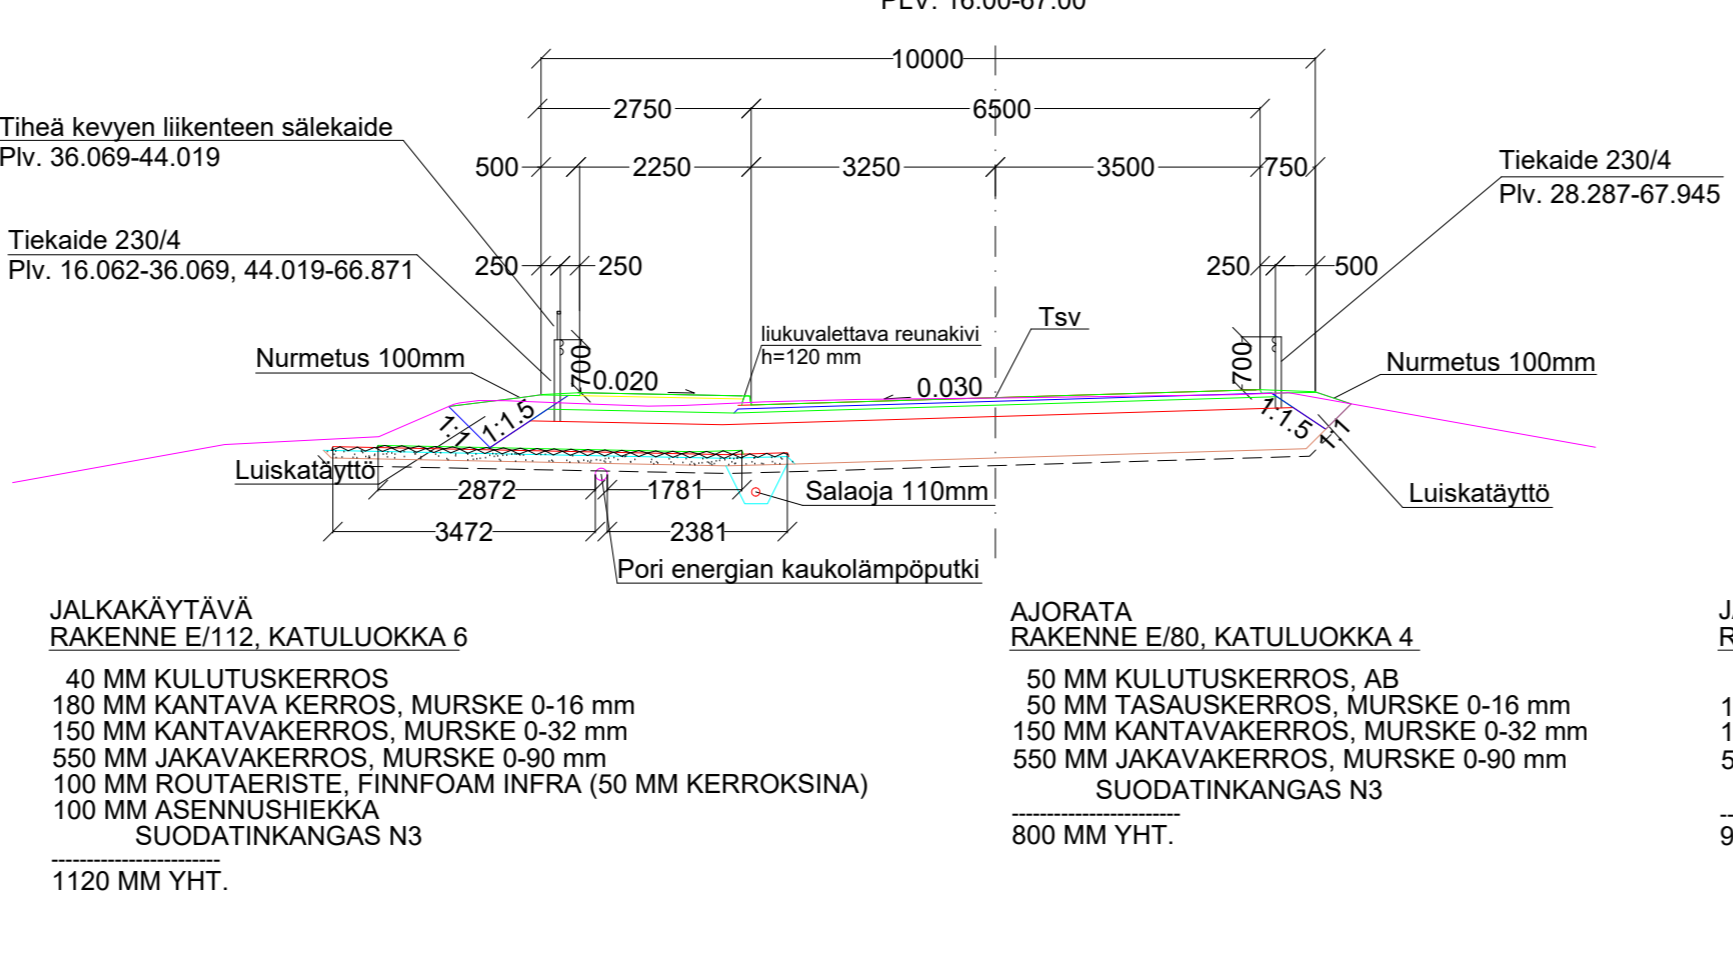 PLV. 16.00-67.00
10000
2750
6500
Tiheä kevyen liikenteen sälekaide
Plv. 36.069-44.019
500
2250
3250
3500
750
Tiekaide 230/4
Plv. 28.287-67.945
Tiekaide 230/4
Plv. 16.062-36.069, 44.019-66.871
250
250
250
500
Tsv
liukuvalettava reunakivi
h=120 mm
700
700
Nurmetus 100mm
0.020
0.030
Nurmetus 100mm
1:1
1:1.5
1:1.5
1:1
Luiskatäyttö
2872
1781
Salaoja 110mm
Luiskatäyttö
3472
2381
Pori energian kaukolämpöputki
JALKAKÄYTÄVÄ
RAKENNE E/112, KATULUOKKA 6
40 MM KULUTUSKERROS
180 MM KANTAVA KERROS, MURSKE 0-16 mm
150 MM KANTAVAKERROS, MURSKE 0-32 mm
550 MM JAKAVAKERROS, MURSKE 0-90 mm
100 MM ROUTAERISTE, FINNFOAM INFRA (50 MM KERROKSINA)
100 MM ASENNUSHIEKKA
SUODATINKANGAS N3
------------------------
1120 MM YHT.
AJORATA
RAKENNE E/80, KATULUOKKA 4
50 MM KULUTUSKERROS, AB
50 MM TASAUSKERROS, MURSKE 0-16 mm
150 MM KANTAVAKERROS, MURSKE 0-32 mm
550 MM JAKAVAKERROS, MURSKE 0-90 mm
SUODATINKANGAS N3
------------------------
800 MM YHT.